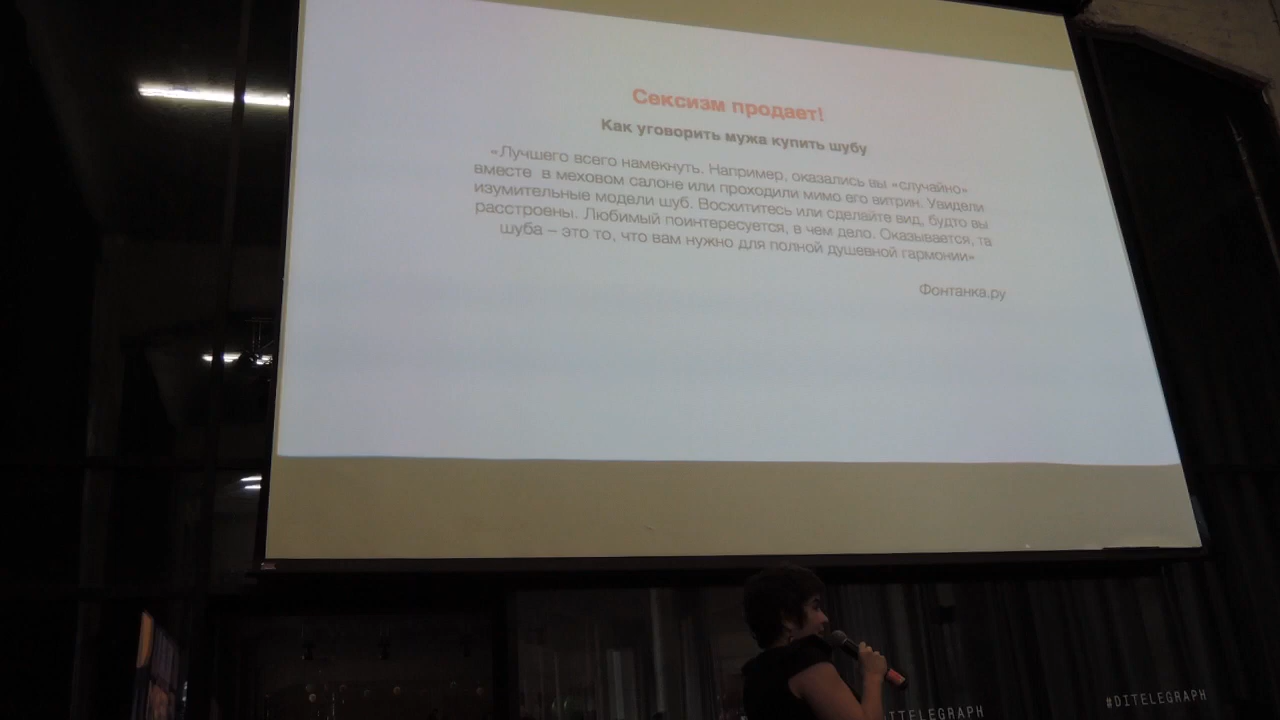 Сексизм продает!
Как уговорить мужа купить шубу
«Лучшего всего намекнуть. Например, оказались вы «случайно»
вместе в меховом салоне или проходили мимо его витрин. Увидели
изумительные модели шуб. Восхититесь или сделайте вид, будто вы
расстроены. Любимый поинтересуется, в чем дело. Оказывается, та
шуба – это то, что вам нужно для полной душевной гармонии»
Фонтанка.ру
#DITELEGRAPH
DITELEGRAPH